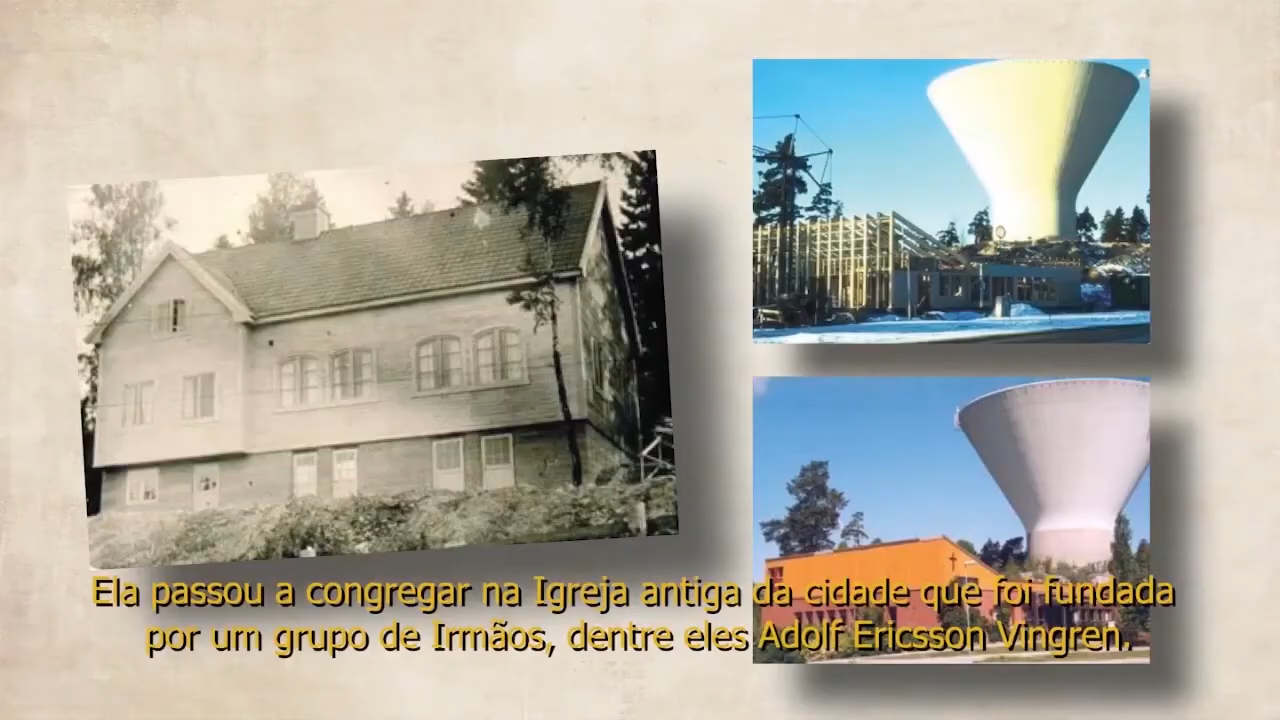 Ela passou a congregar na Igreja antiga da cidade que foi fundada
por um grupo de Irmãos, dentre eles Adolf Ericsson Vingren.